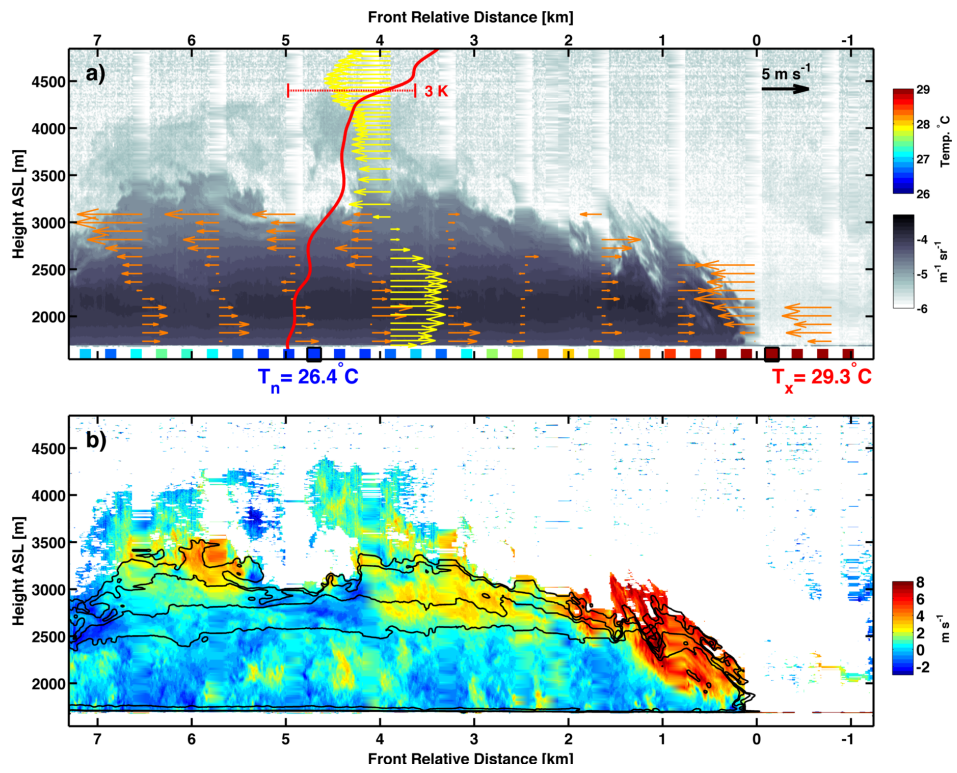 Front Relative Distance [km]
7 6 5 4 3 2 1 0 -1
a)
5 m s⁻¹
3 K
4500
4000
3500
3000
2500
2000
Height ASL [m]
29
28
27
26
Temp. °C
-4
-5
-6
m⁻¹ sr⁻¹
Tₙ= 26.4°C
Tₓ= 29.3°C
b)
4500
4000
3500
3000
2500
2000
Height ASL [m]
8
6
4
2
0
-2
m s⁻¹
7 6 5 4 3 2 1 0 -1
Front Relative Distance [km]